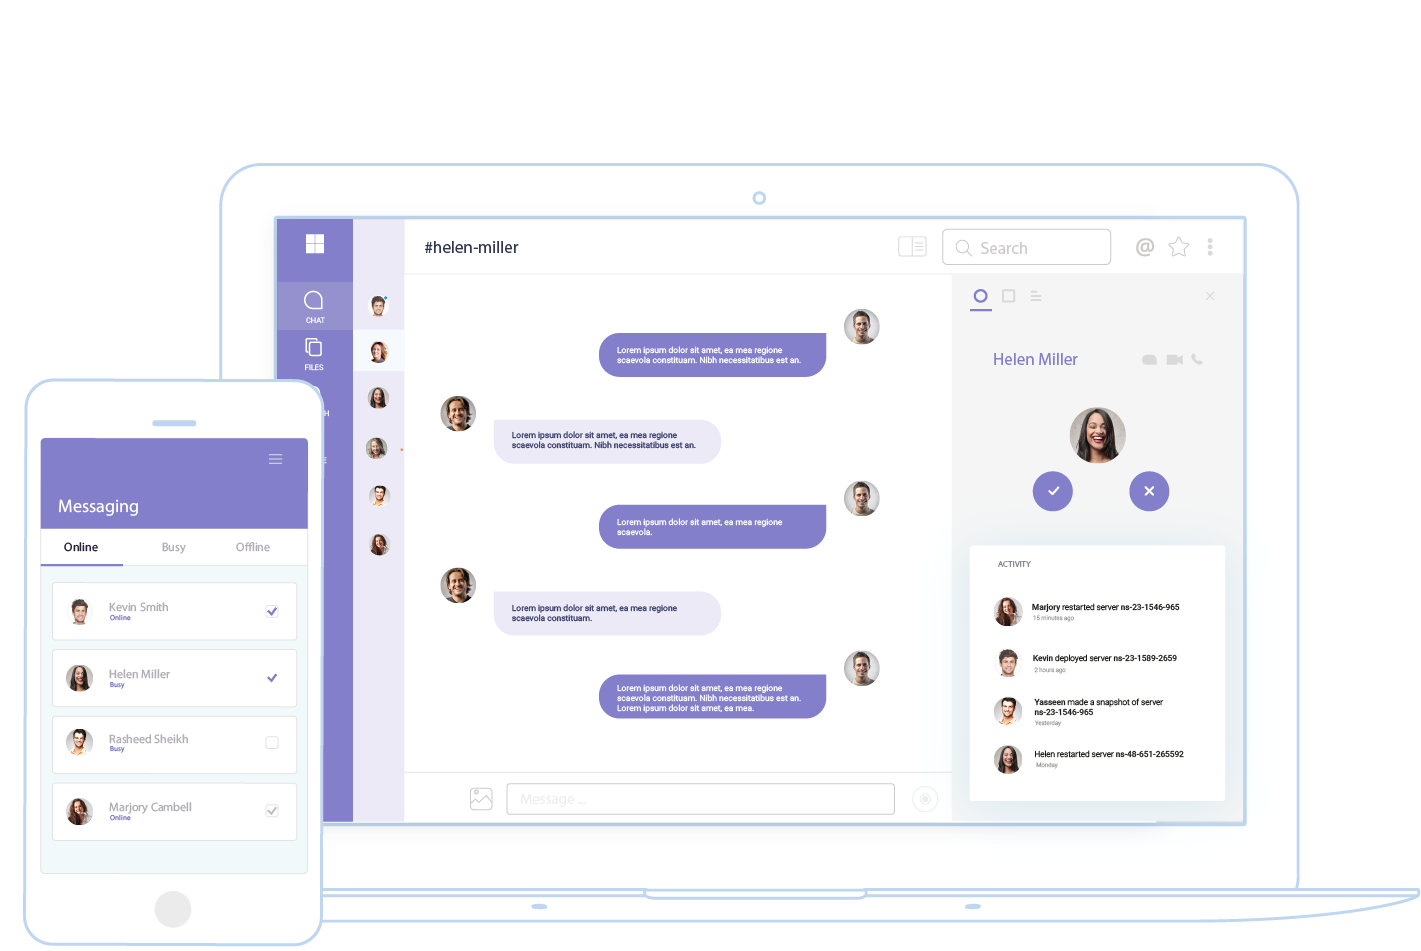 #helen-miller
Search
@
CHAT
FILES
H
E
Lorem ipsum dolor sit amet, ea mea regione
scaevola constituam. Nibh necessitatibus est an.
Lorem ipsum dolor sit amet, ea mea regione
scaevola constituam. Nibh necessitatibus est an.
Lorem ipsum dolor sit amet, ea mea regione
scaevola.
Lorem ipsum dolor sit amet, ea mea regione
scaevola constituam.
Lorem ipsum dolor sit amet, ea mea regione
scaevola constituam. Nibh necessitatibus est an.
Lorem ipsum dolor sit amet, ea mea.
Message ...
Helen Miller
ACTIVITY
Marjory restarted server ns-23-1546-965
15 minutes ago
Kevin deployed server ns-23-1589-2659
2 hours ago
Yasseen made a snapshot of server
ns-23-1546-965
Yesterday
Helen restarted server ns-48-651-265592
Monday
Messaging
Online Busy Offline
Kevin Smith
Online
Helen Miller
Busy
Rasheed Sheikh
Busy
Marjory Cambell
Online